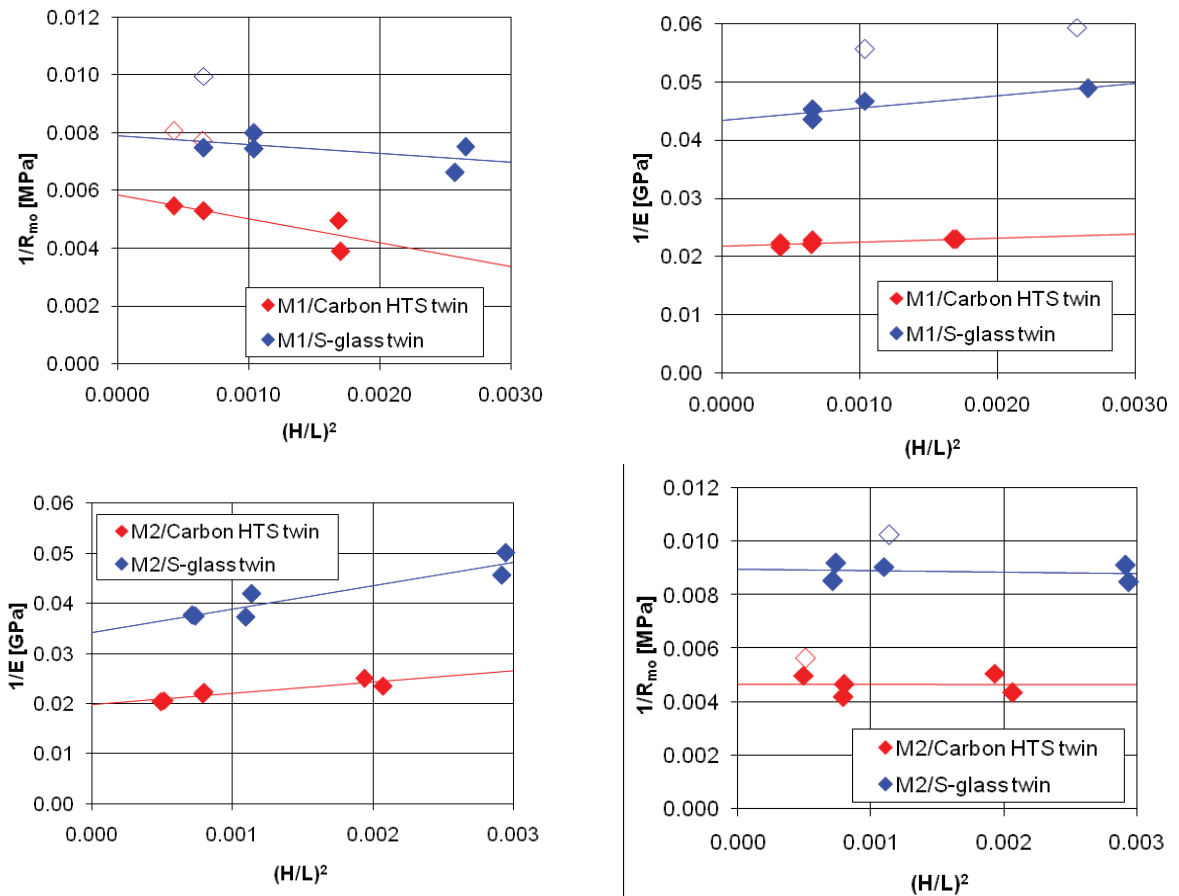 0.012
0.010
0.008
0.006
0.004
0.002
0.000
1/Rmo [MPa]
M1/Carbon HTS twin
M1/S-glass twin
0.0000 0.0010 0.0020 0.0030
(H/L)²
0.06
0.05
0.04
0.03
0.02
0.01
0.00
1/E [GPa]
M1/Carbon HTS twin
M1/S-glass twin
0.0000 0.0010 0.0020 0.0030
(H/L)²
0.06
0.05
0.04
0.03
0.02
0.01
0.00
1/E [GPa]
M2/Carbon HTS twin
M2/S-glass twin
0.000 0.001 0.002 0.003
(H/L)²
0.012
0.010
0.008
0.006
0.004
0.002
0.000
1/Rmo [MPa]
M2/Carbon HTS twin
M2/S-glass twin
0.000 0.001 0.002 0.003
(H/L)²